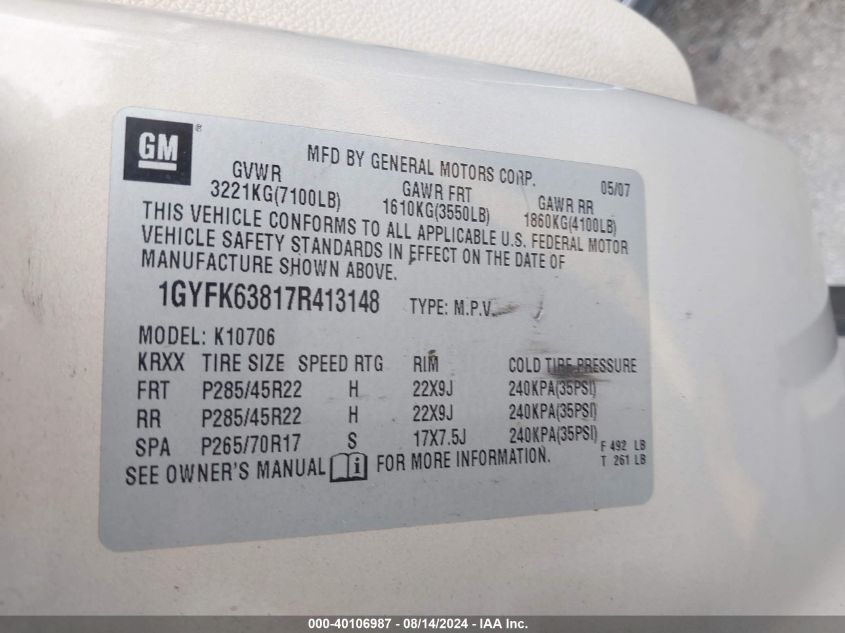 GM ®
MFD BY GENERAL MOTORS CORP. 05/07
GVWR GAWR FRT GAWR RR
3221KG(7100LB) 1610KG(3550LB) 1860KG(4100LB)
THIS VEHICLE CONFORMS TO ALL APPLICABLE U.S. FEDERAL MOTOR
VEHICLE SAFETY STANDARDS IN EFFECT ON THE DATE OF
MANUFACTURE SHOWN ABOVE.
1GYFK63817R413148 TYPE: M.P.V.
MODEL: K10706
KRXX TIRE SIZE SPEED RTG RIM COLD TIRE PRESSURE
FRT P285/45R22 H 22X9J 240KPA(35PSI)
RR P285/45R22 H 22X9J 240KPA(35PSI)
SPA P265/70R17 S 17X7.5J 240KPA(35PSI)
F 492 LB
SEE OWNER'S MANUAL i FOR MORE INFORMATION. T 261 LB
000-40106987 - 08/14/2024 - IAA Inc.